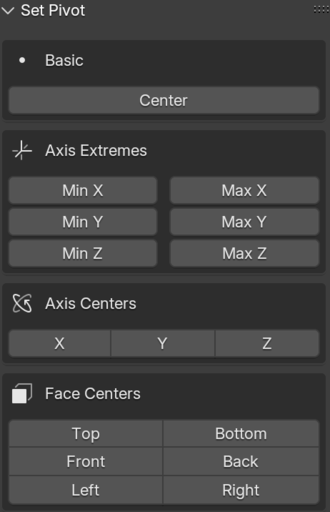 Set Pivot
Basic
Center
Axis Extremes
Min X Max X
Min Y Max Y
Min Z Max Z
Axis Centers
X Y Z
Face Centers
Top Bottom
Front Back
Left Right